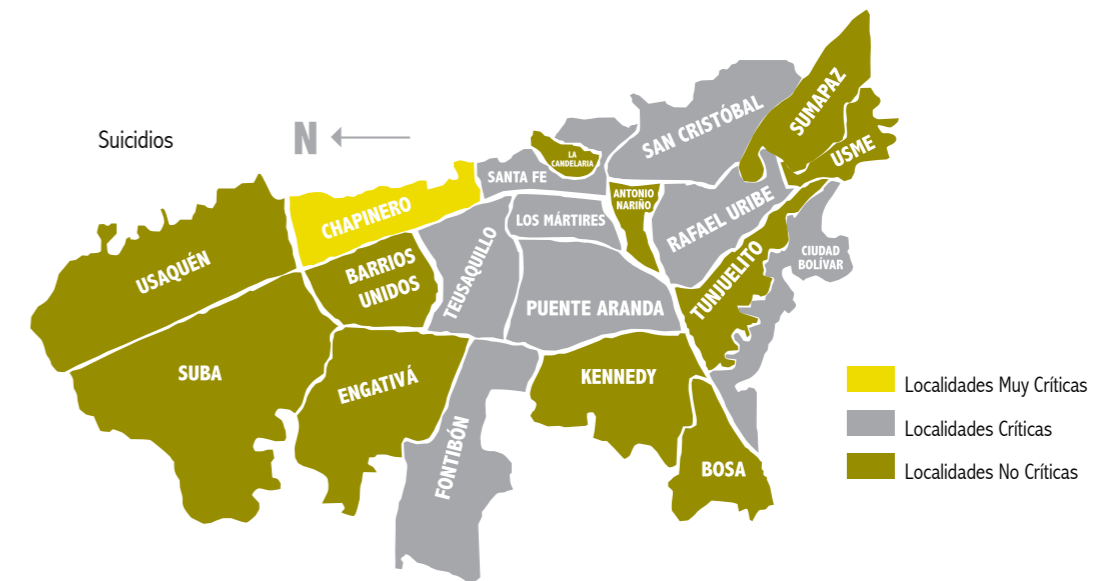 Suicidios
N
SUMAPAZ
SAN CRISTÓBAL
USME
LA
CANDELARIA
SANTA FE
ANTONIO
NARIÑO
CHAPINERO
LOS MÁRTIRES
RAFAEL URIBE
USAQUÉN
BARRIOS
UNIDOS
TEUSAQUILLO
CIUDAD
BOLÍVAR
TUNJUELITO
PUENTE ARANDA
SUBA
ENGATIVÁ
KENNEDY
FONTIBÓN
BOSA
Localidades Muy Críticas
Localidades Críticas
Localidades No Críticas